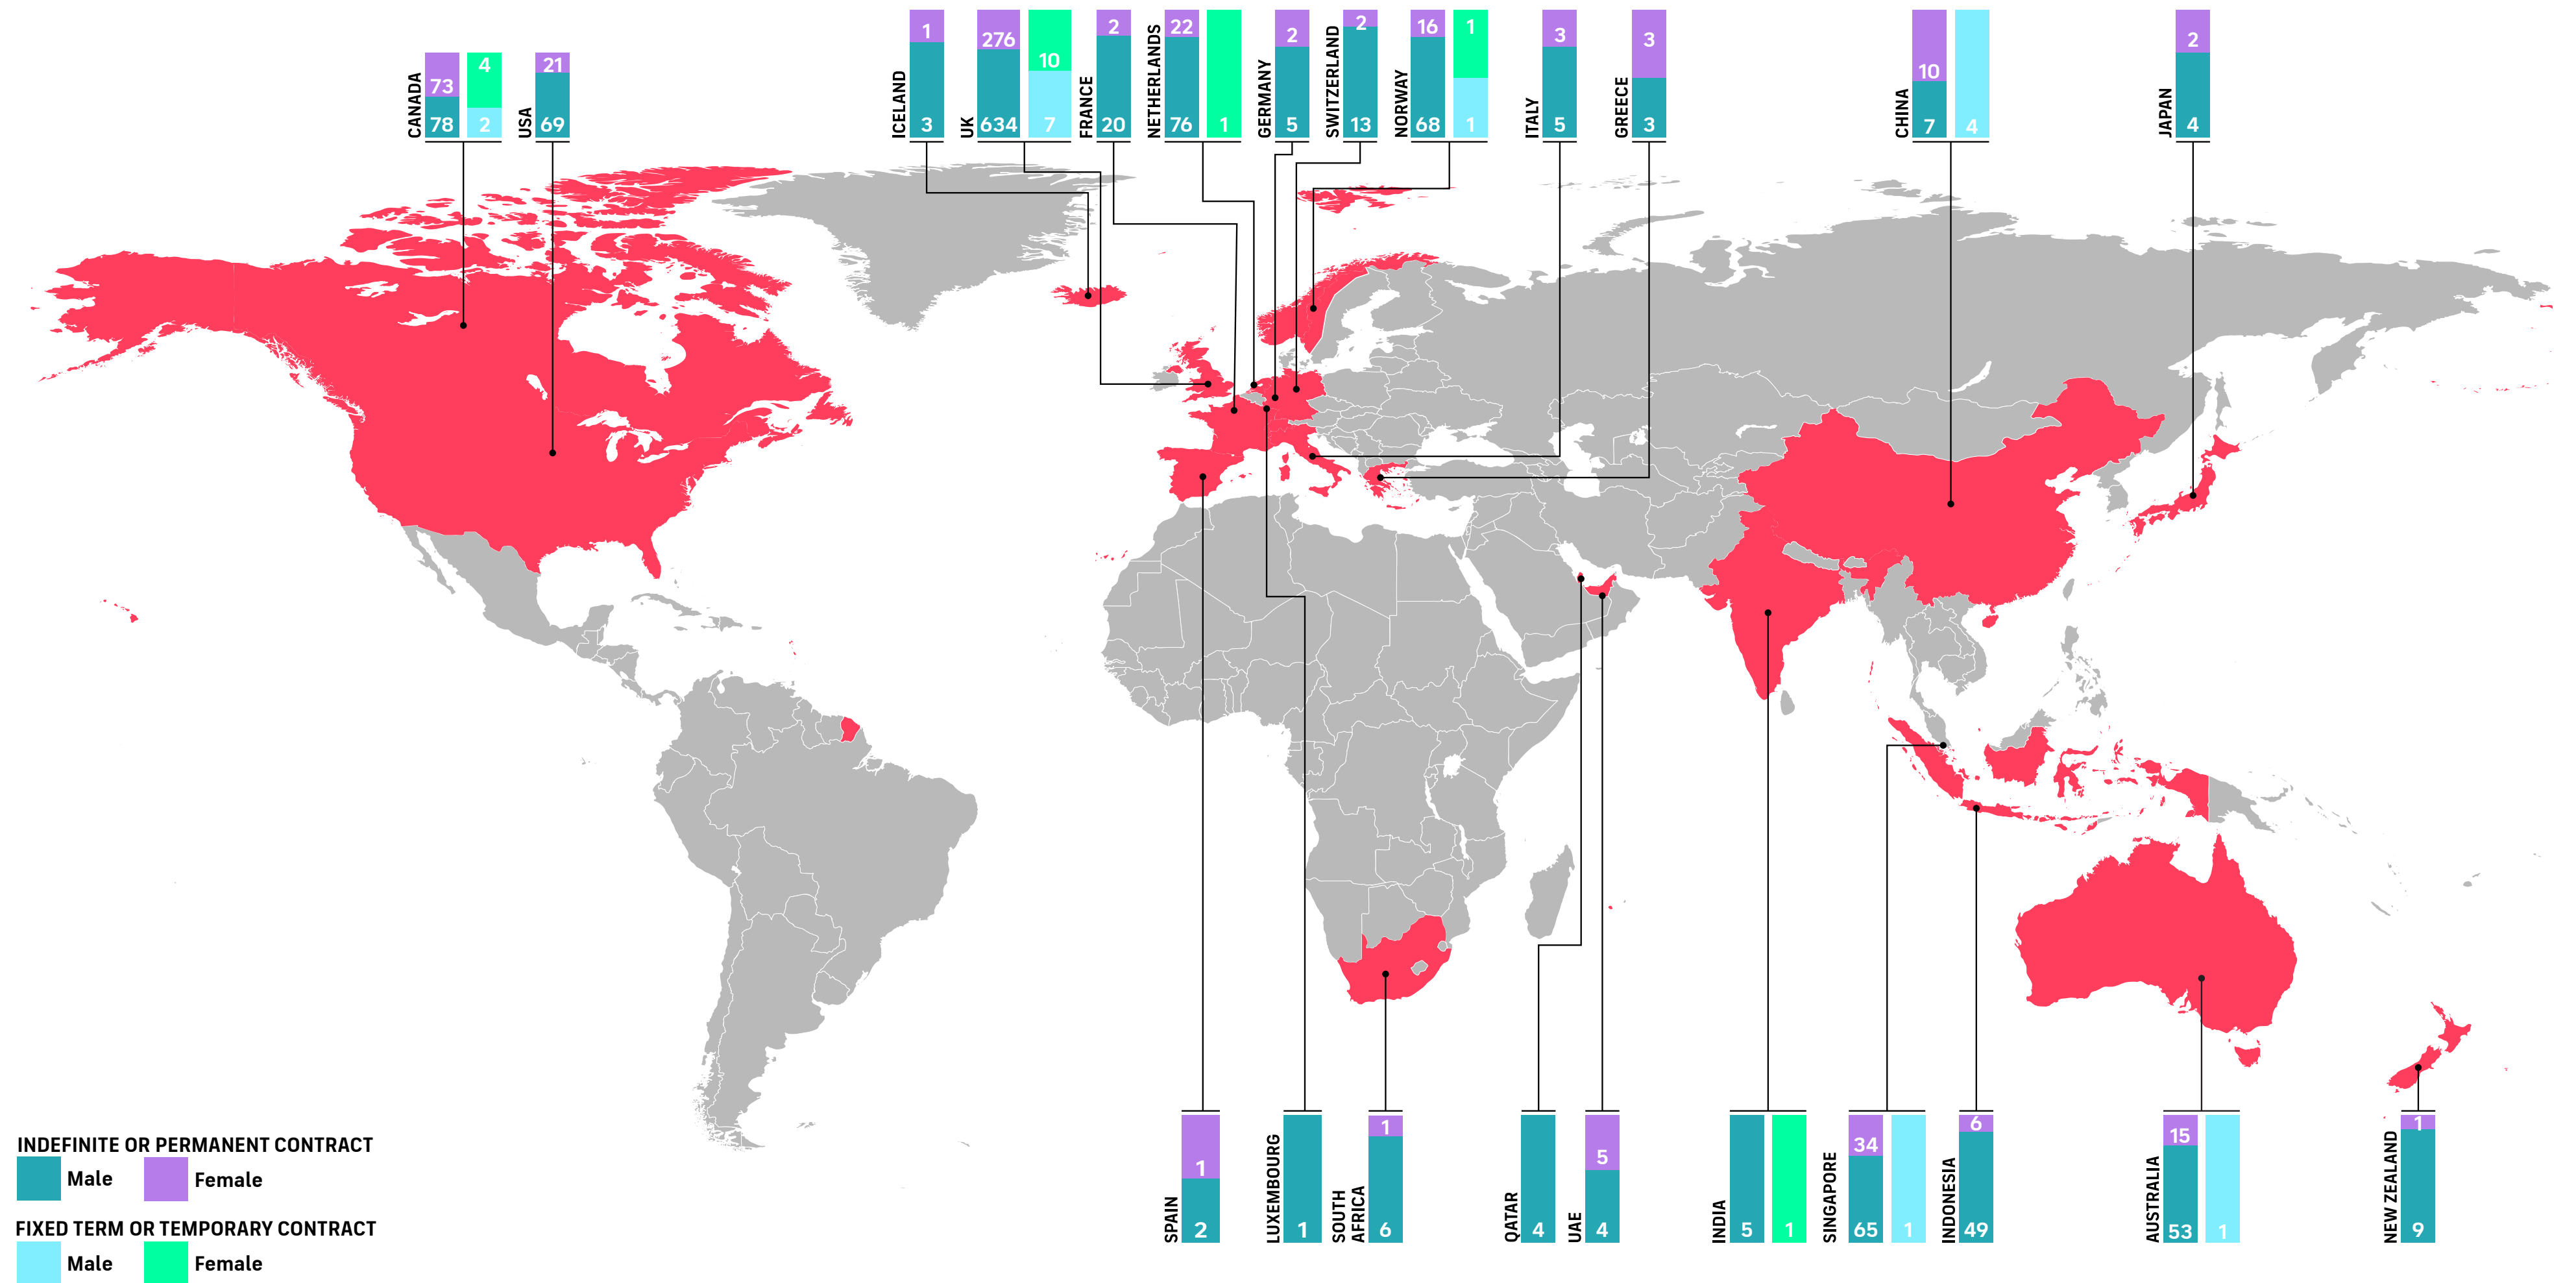 CANADA
73
78
4
2
USA
21
69
ICELAND
1
3
UK
276
634
10
7
FRANCE
2
20
NETHERLANDS
22
76
1
GERMANY
2
5
SWITZERLAND
2
13
NORWAY
16
68
1
1
ITALY
3
5
GREECE
3
3
CHINA
10
7
4
JAPAN
2
4
SPAIN
1
2
LUXEMBOURG
1
SOUTH
AFRICA
1
6
QATAR
4
UAE
5
4
INDIA
5
1
SINGAPORE
34
65
1
INDONESIA
6
49
AUSTRALIA
15
53
1
NEW ZEALAND
1
9
INDEFINITE OR PERMANENT CONTRACT
Male Female
FIXED TERM OR TEMPORARY CONTRACT
Male Female